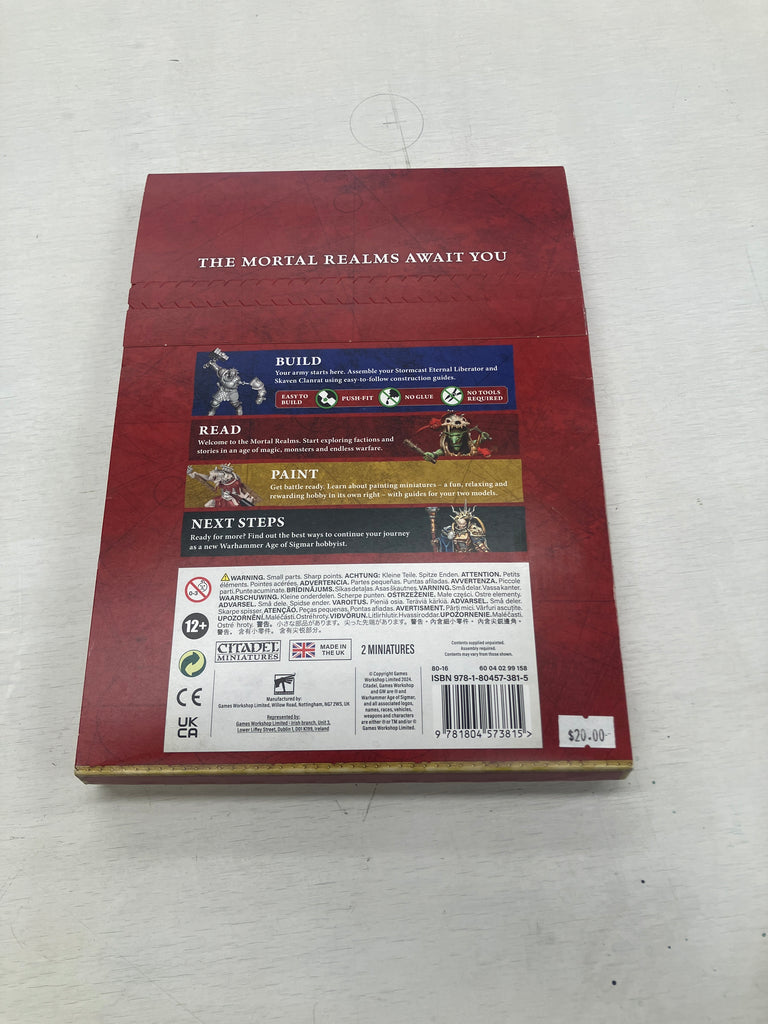 THE MORTAL REALMS AWAIT YOU
BUILD
Your army starts here. Assemble your Stormcast Eternal Liberator and
Skaven Clanrat using easy-to-follow construction guides.
EASY TO
BUILD
PUSH-FIT
NO GLUE
NO TOOLS
REQUIRED
READ
Welcome to the Mortal Realms. Start exploring factions and
stories in an age of magic, monsters and endless warfare.
PAINT
Get battle ready. Learn about painting miniatures – a fun, relaxing and
rewarding hobby in its own right – with guides for your two models.
NEXT STEPS
Ready for more? Find out the best ways to continue your journey
as a new Warhammer Age of Sigmar hobbyist.
0-3
WARNING. Small parts. Sharp points. ACHTUNG: Kleine Teile. Spitze Enden. ATTENTION. Petits
éléments. Pointes acérées. ADVERTENCIA. Partes pequeñas. Puntas afiladas. AVVERTENZA. Piccole
parti. Punte acuminate. BRĪDINĀJUMS. Sīkas detaļas. Asas šķautnes. VARNING. Små delar. Vassa kanter.
WAARSCHUWING. Kleine onderdelen. Scherpe punten. OSTRZEŻENIE. Małe części. Ostre elementy.
ADVARSEL. Små dele. Spidse ender. VAROITUS. Pieniä osia. Teräviä kärkiä. ADVARSEL. Små deler.
Skarpe spisser. ATENÇÃO. Peças pequenas, Pontas afiadas. AVERTISMENT. Părți mici. Vârfuri ascuțite.
UPOZORNĚNÍ. Malé části. Ostré hroty. VIÐVÖRUN. Litlir hlutir. Hvassir oddar. UPOZORNENIE. Malé časti.
Ostré hroty. 警告。小さな部品があります。尖った先端があります。警告。內含細小零件。內含尖銳邊角。
警告。含有小零件。含有尖锐部分。
12+
CITADEL
MINIATURES
MADE IN
THE UK
2 MINIATURES
Contents supplied unpainted.
Assembly required.
Contents may vary from those shown.
CE
UK
CA
Manufactured by:
Games Workshop Limited, Willow Road, Nottingham, NG7 2WS, UK
Represented by:
Games Workshop Limited - Irish branch, Unit 3,
Lower Liffey Street, Dublin 1, D01 K199, Ireland
© Copyright Games
Workshop Limited 2024.
Citadel, Games Workshop
and GW are ® and
Warhammer Age of Sigmar,
and all associated logos,
names, races, vehicles,
weapons and characters
are either ® or TM and/or ©
Games Workshop Limited.
80-16 60 04 02 99 158
ISBN 978-1-80457-381-5
9 781804 573815 >
$20.00